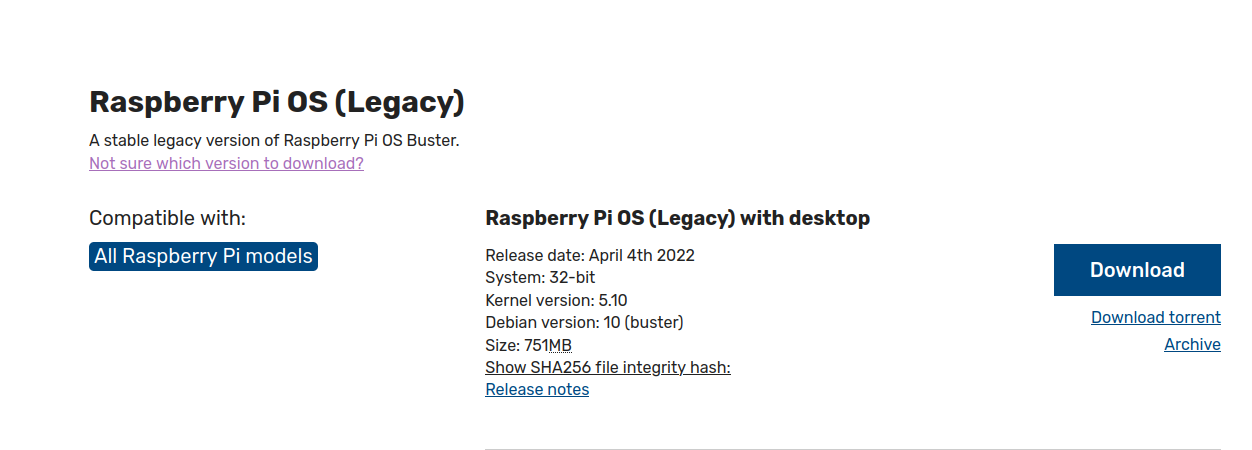 Raspberry Pi OS (Legacy)
A stable legacy version of Raspberry Pi OS Buster.
Not sure which version to download?
Compatible with:
All Raspberry Pi models
Raspberry Pi OS (Legacy) with desktop
Release date: April 4th 2022
System: 32-bit
Kernel version: 5.10
Debian version: 10 (buster)
Size: 751MB
Show SHA256 file integrity hash:
Release notes
Download
Download torrent
Archive